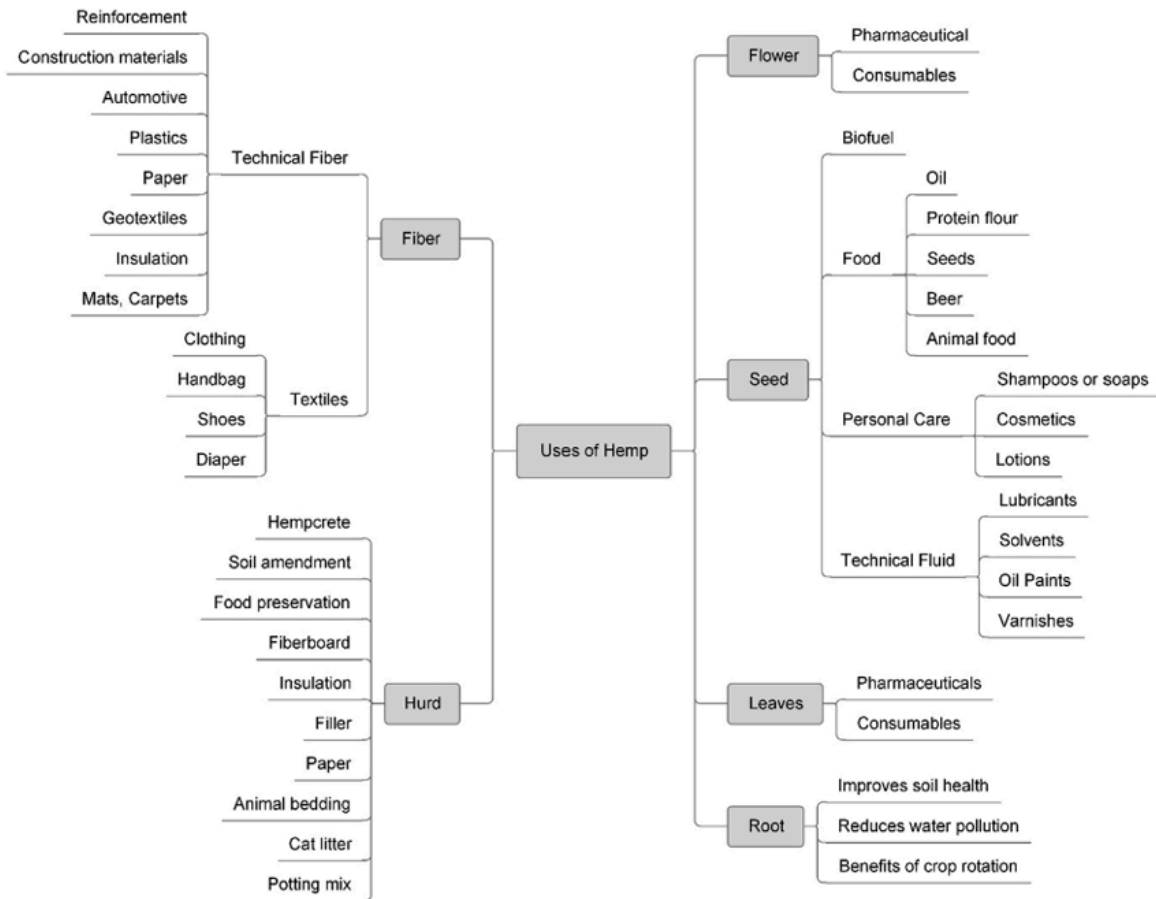 Uses of Hemp
Fiber
Technical Fiber
Reinforcement
Construction materials
Automotive
Plastics
Paper
Geotextiles
Insulation
Mats, Carpets
Textiles
Clothing
Handbag
Shoes
Diaper
Hurd
Hempcrete
Soil amendment
Food preservation
Fiberboard
Insulation
Filler
Paper
Animal bedding
Cat litter
Potting mix
Flower
Pharmaceutical
Consumables
Seed
Biofuel
Food
Oil
Protein flour
Seeds
Beer
Animal food
Personal Care
Shampoos or soaps
Cosmetics
Lotions
Technical Fluid
Lubricants
Solvents
Oil Paints
Varnishes
Leaves
Pharmaceuticals
Consumables
Root
Improves soil health
Reduces water pollution
Benefits of crop rotation